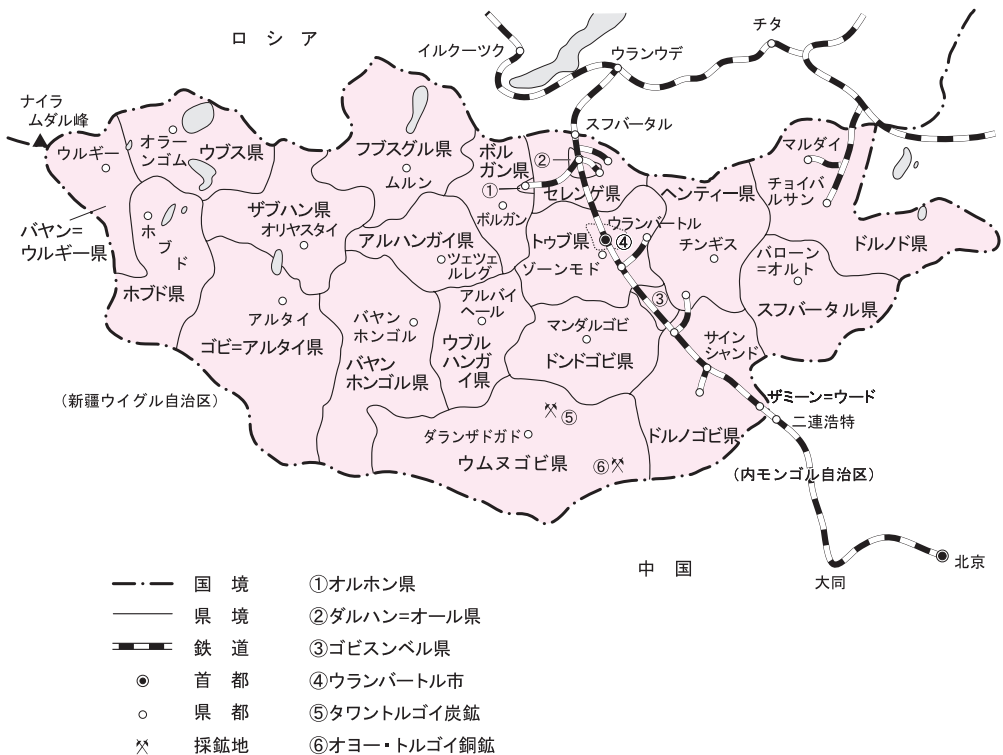 ロシア
イルクーツク
ウランウデ
チタ
ナイラ
ムダル峰
スフバータル
オラー
ンゴム
ウブス県
フブスグル県
ボル
ガン県
②
マルダイ
ウルギー
ムルン
①
セレンゲ県
ヘンティー県
チョイバ
ルサン
バヤン=
ウルギー県
ホブド
ザブハン県
オリヤスタイ
ボルガン
ウランバートル
アルハンガイ県
トゥブ県
④
チンギス
ドルノド県
ツェツェ
ルレグ
ゾーンモド
バローン
=オルト
ホブド県
アルバイ
ヘール
③
スフバータル県
アルタイ
バヤン
ホンゴル
マンダルゴビ
サイン
シャンド
ゴビ=アルタイ県
ウブル
ハンガ
イ県
ドンドゴビ県
バヤン
ホンゴル県
(新疆ウイグル自治区)
ザミーン=ウード
⑤
二連浩特
ダランザドガド
ドルノゴビ県
ウムヌゴビ県
⑥
(内モンゴル自治区)
中国
北京
大同
国境 ①オルホン県
県境 ②ダルハン=オール県
鉄道 ③ゴビスンベル県
首都 ④ウランバートル市
県都 ⑤タワントルゴイ炭鉱
採鉱地 ⑥オヨー・トルゴイ銅鉱